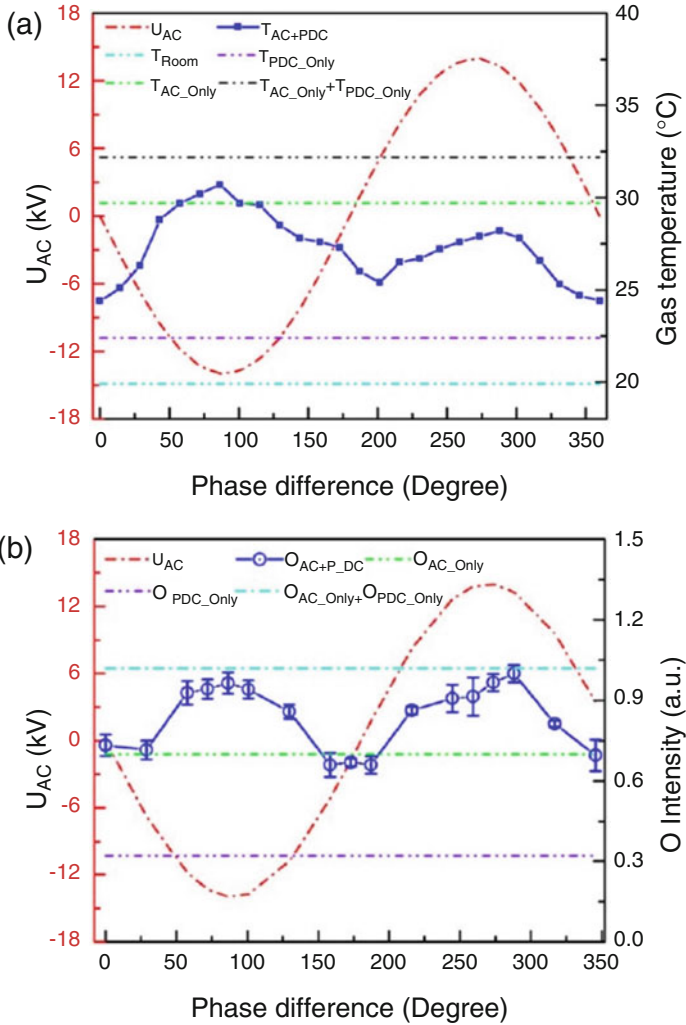 (a)
18
12
6
0
-6
-12
-18
U_AC (kV)
U_AC
T_AC+PDC
T_Room
T_PDC_Only
T_AC_Only
T_AC_Only+T_PDC_Only
40
35
30
25
20
Gas temperature (°C)
0 50 100 150 200 250 300 350
Phase difference (Degree)
(b)
18
12
6
0
-6
-12
-18
U_AC (kV)
U_AC
O_AC+P_DC
O_AC_Only
O_PDC_Only
O_AC_Only+O_PDC_Only
1.5
1.2
0.9
0.6
0.3
0.0
O Intensity (a.u.)
0 50 100 150 200 250 300 350
Phase difference (Degree)